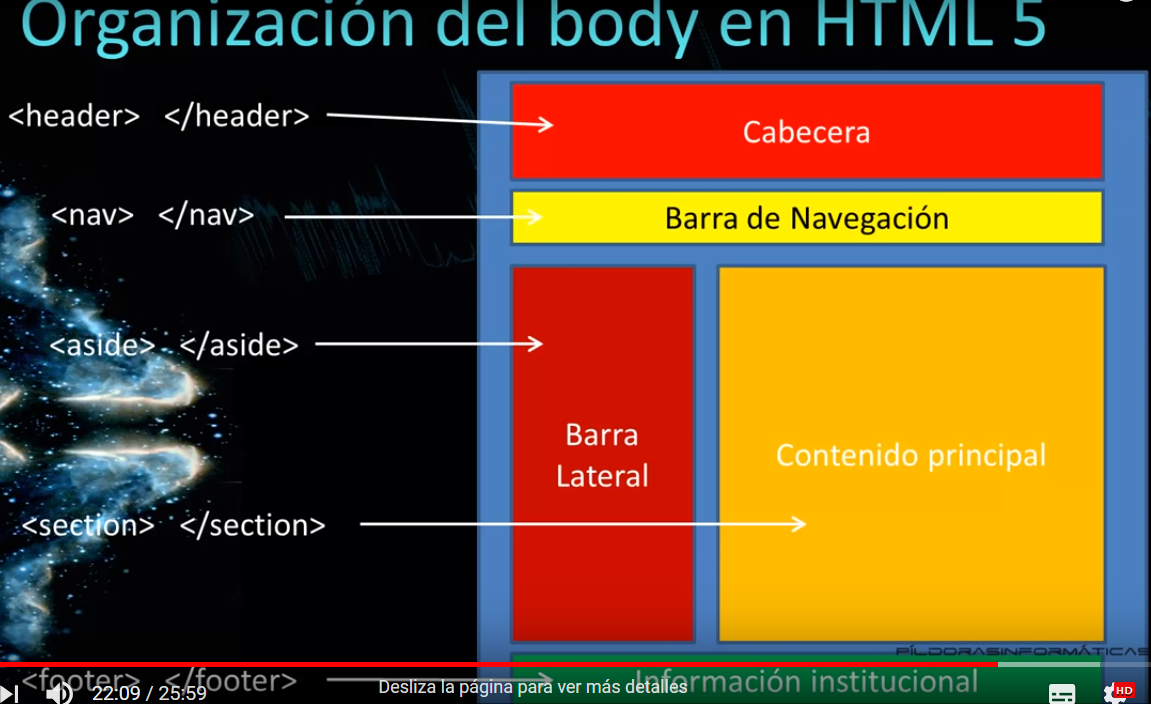 Organización del body en HTML 5
<header> </header>
Cabecera
<nav> </nav>
Barra de Navegación
<aside> </aside>
Barra
Lateral
Contenido principal
<section> </section>
PÍLDORASINFORMÁTICAS
<footer> </footer>
Información institucional
22:09 / 25:59
Desliza la página para ver más detalles
HD